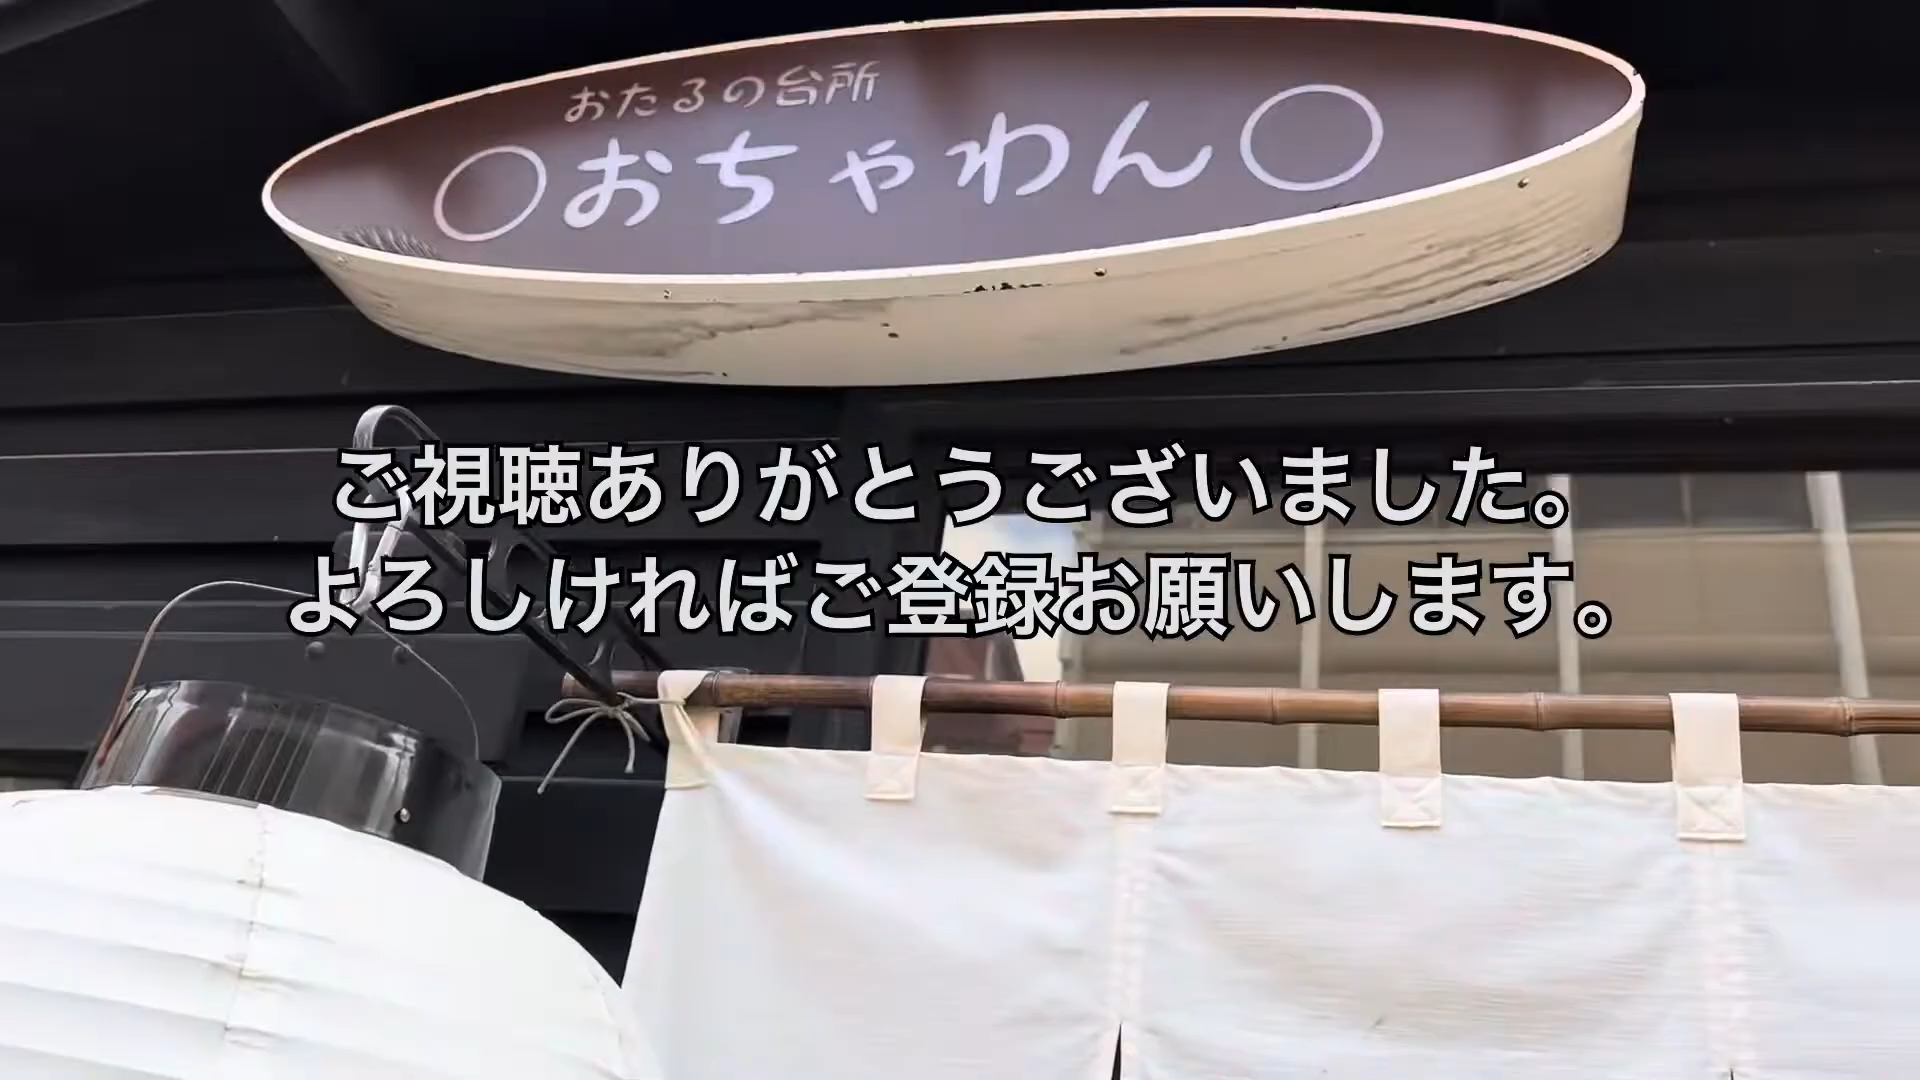 おたるの台所
○おちゃわん○
ご視聴ありがとうございました。
よろしければご登録お願いします。